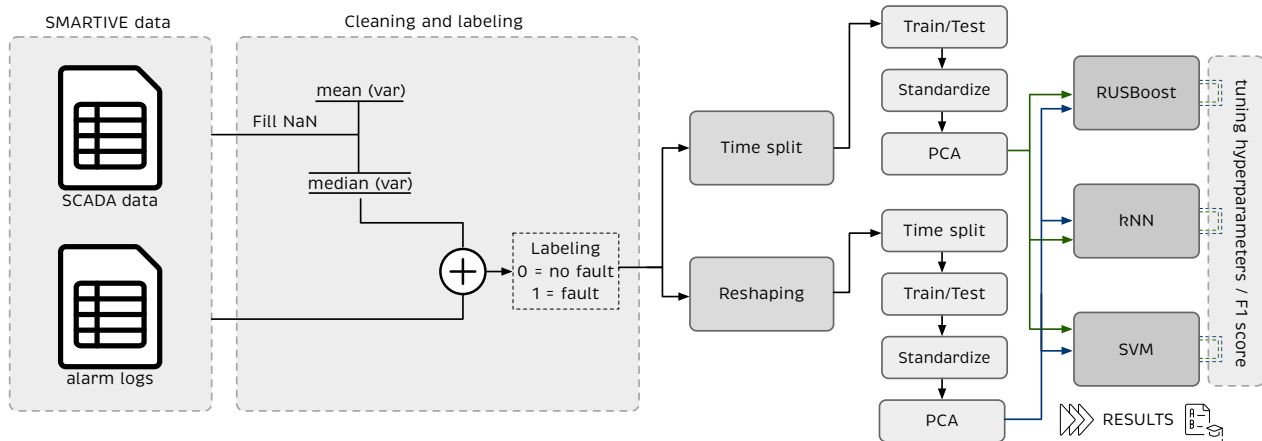 SMARTIVE data
SCADA data
alarm logs
Cleaning and labeling
Fill NaN
mean (var)
median (var)
Labeling
0 = no fault
1 = fault
Time split
Reshaping
Train/Test
Standardize
PCA
Time split
Train/Test
Standardize
PCA
RUSBoost
kNN
SVM
tuning hyperparameters / F1 score
RESULTS
A
B-